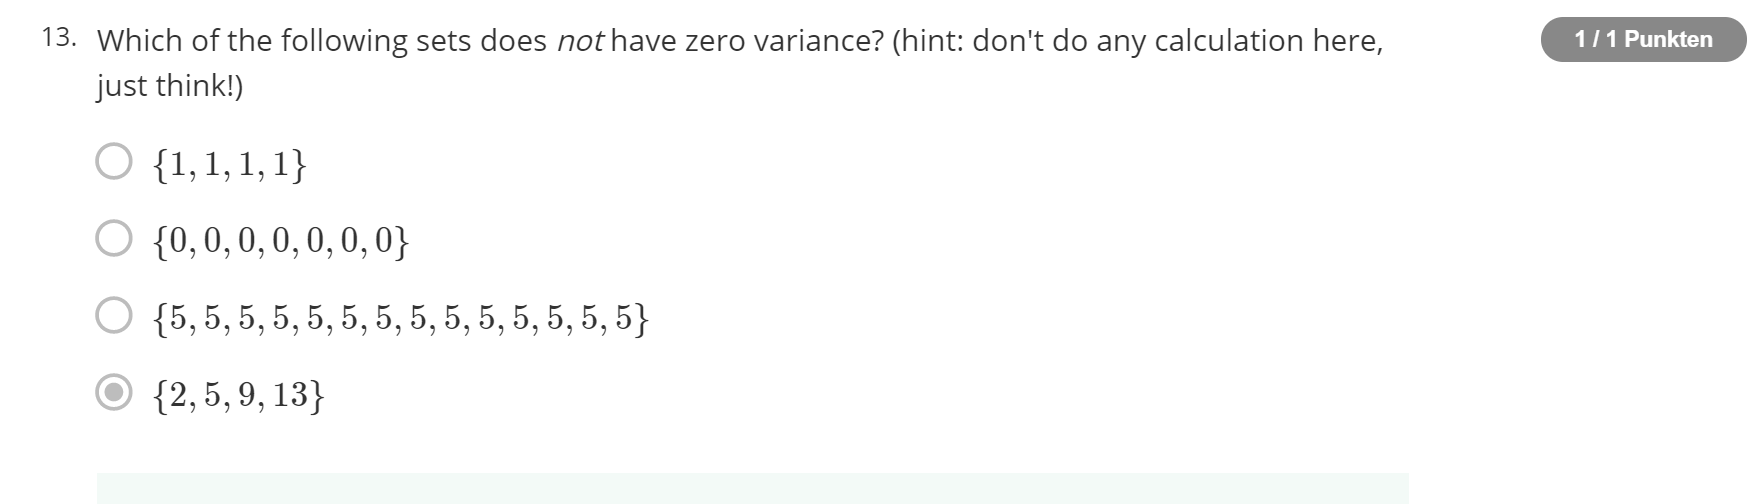 13. Which of the following sets does not have zero variance? (hint: don't do any calculation here, 1 / 1 Punkten
just think!)
{1, 1, 1, 1}
{0, 0, 0, 0, 0, 0, 0}
{5, 5, 5, 5, 5, 5, 5, 5, 5, 5, 5, 5, 5, 5}
{2, 5, 9, 13}